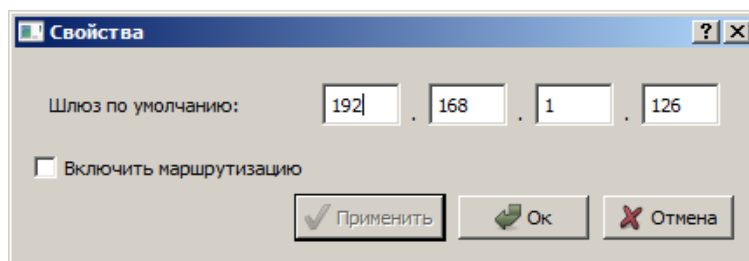 Свойства
Шлюз по умолчанию: 192 . 168 . 1 . 126
Включить маршрутизацию
Применить Ок Отмена